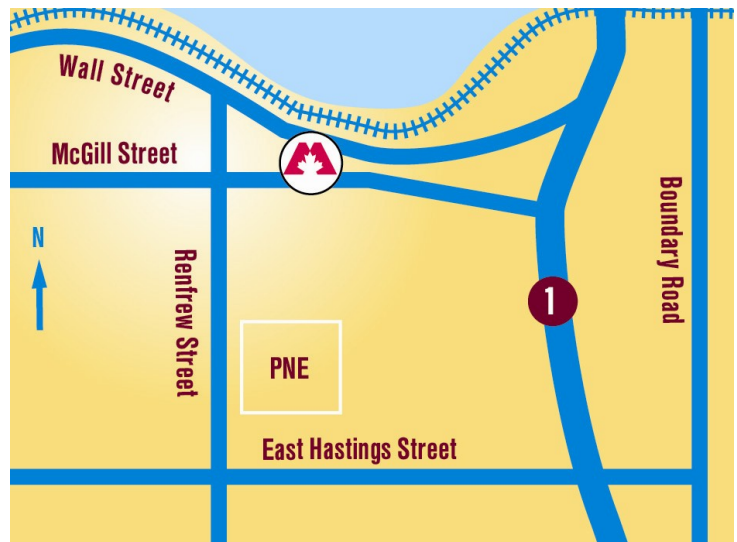 Wall Street
McGill Street
N
Renfrew Street
Boundary Road
1
PNE
East Hastings Street